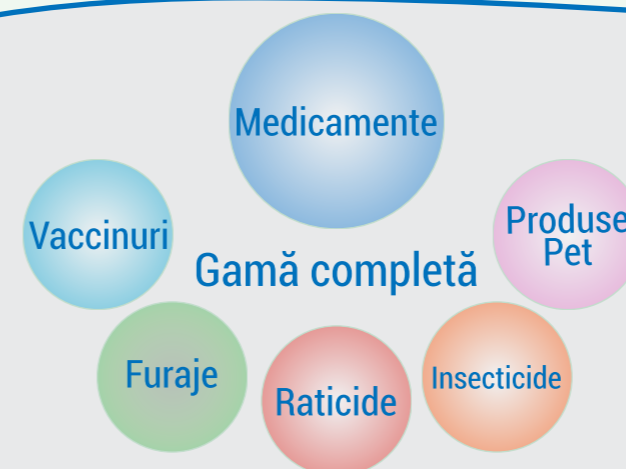 Medicamente
Vaccinuri
Produse
Pet
Gamă completă
Furaje
Raticide
Insecticide